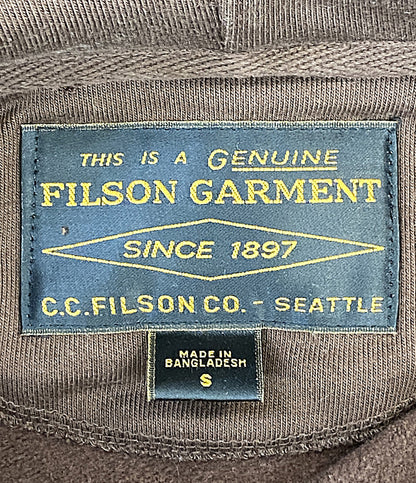 THIS IS A GENUINE
FILSON GARMENT
SINCE 1897
C.C.FILSON CO. - SEATTLE
MADE IN
BANGLADESH
S